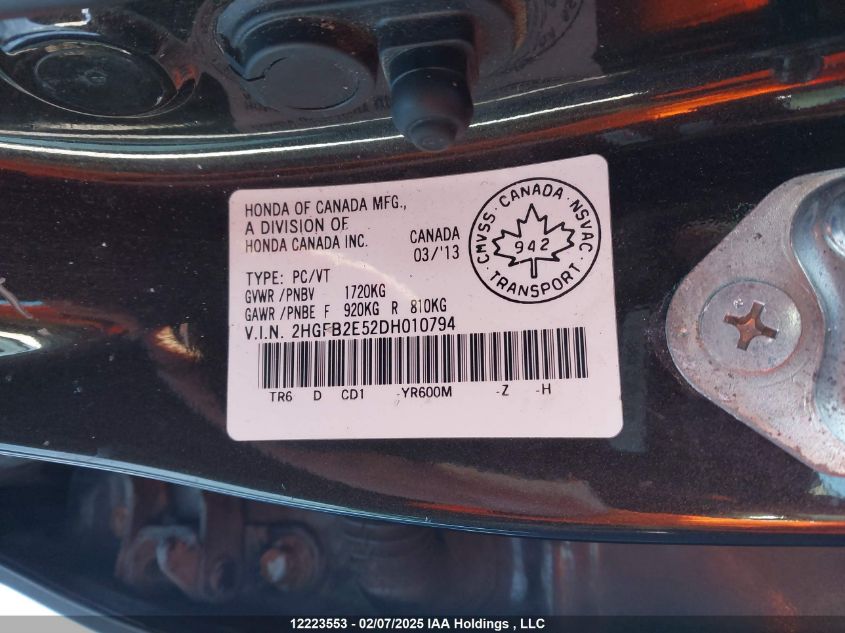 HONDA OF CANADA MFG.,
A DIVISION OF
HONDA CANADA INC.
CANADA
03/'13
CMVSS · CANADA · NSVAC
942
· TRANSPORT ·
TYPE: PC/VT
GVWR /PNBV 1720KG
GAWR /PNBE F 920KG R 810KG
V.I.N. 2HGFB2E52DH010794
TR6 D CD1 -YR600M -Z -H
12223553 - 02/07/2025 IAA Holdings , LLC